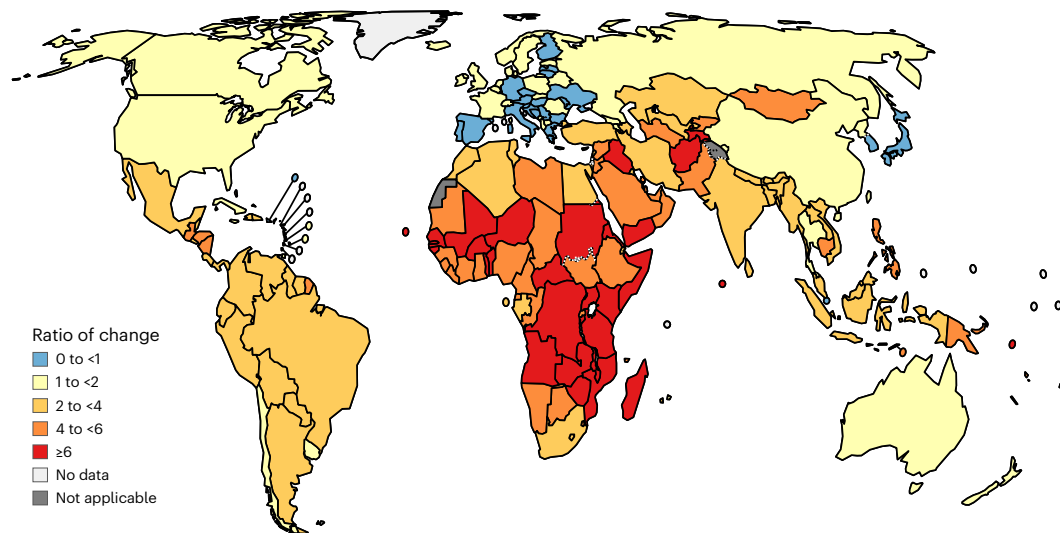 Ratio of change
0 to <1
1 to <2
2 to <4
4 to <6
≥6
No data
Not applicable